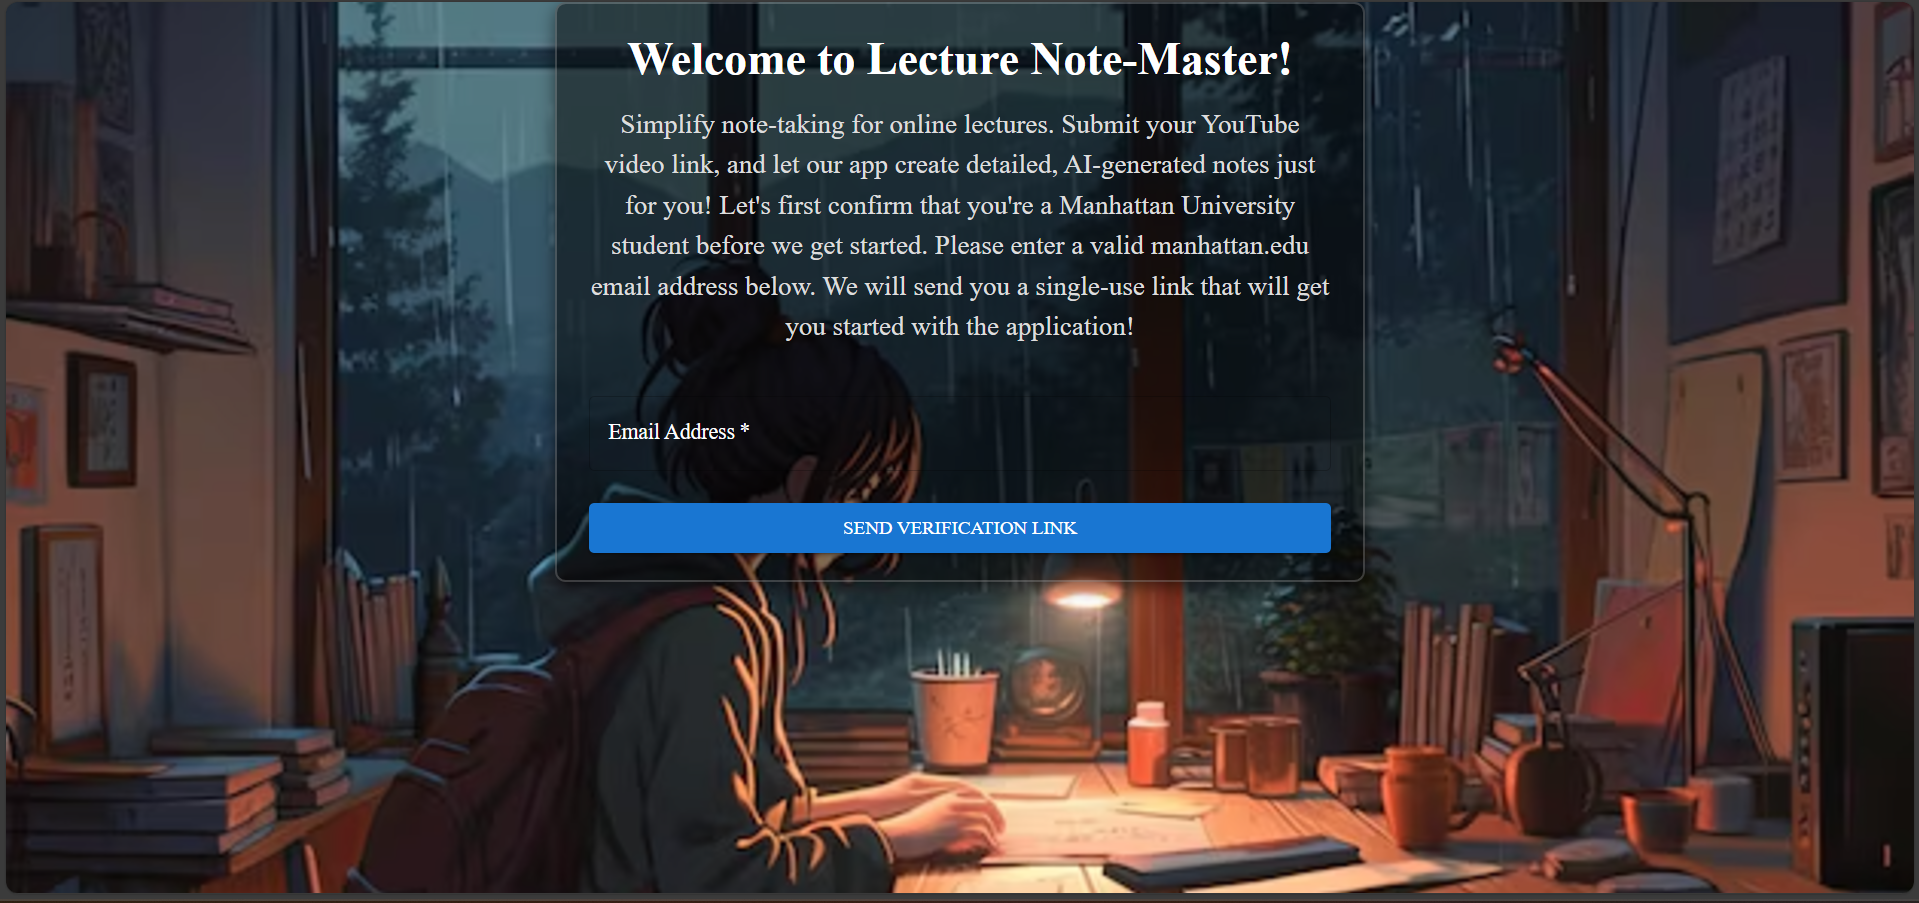 Welcome to Lecture Note-Master!
Simplify note-taking for online lectures. Submit your YouTube
video link, and let our app create detailed, AI-generated notes just
for you! Let's first confirm that you're a Manhattan University
student before we get started. Please enter a valid manhattan.edu
email address below. We will send you a single-use link that will get
you started with the application!
Email Address *
SEND VERIFICATION LINK